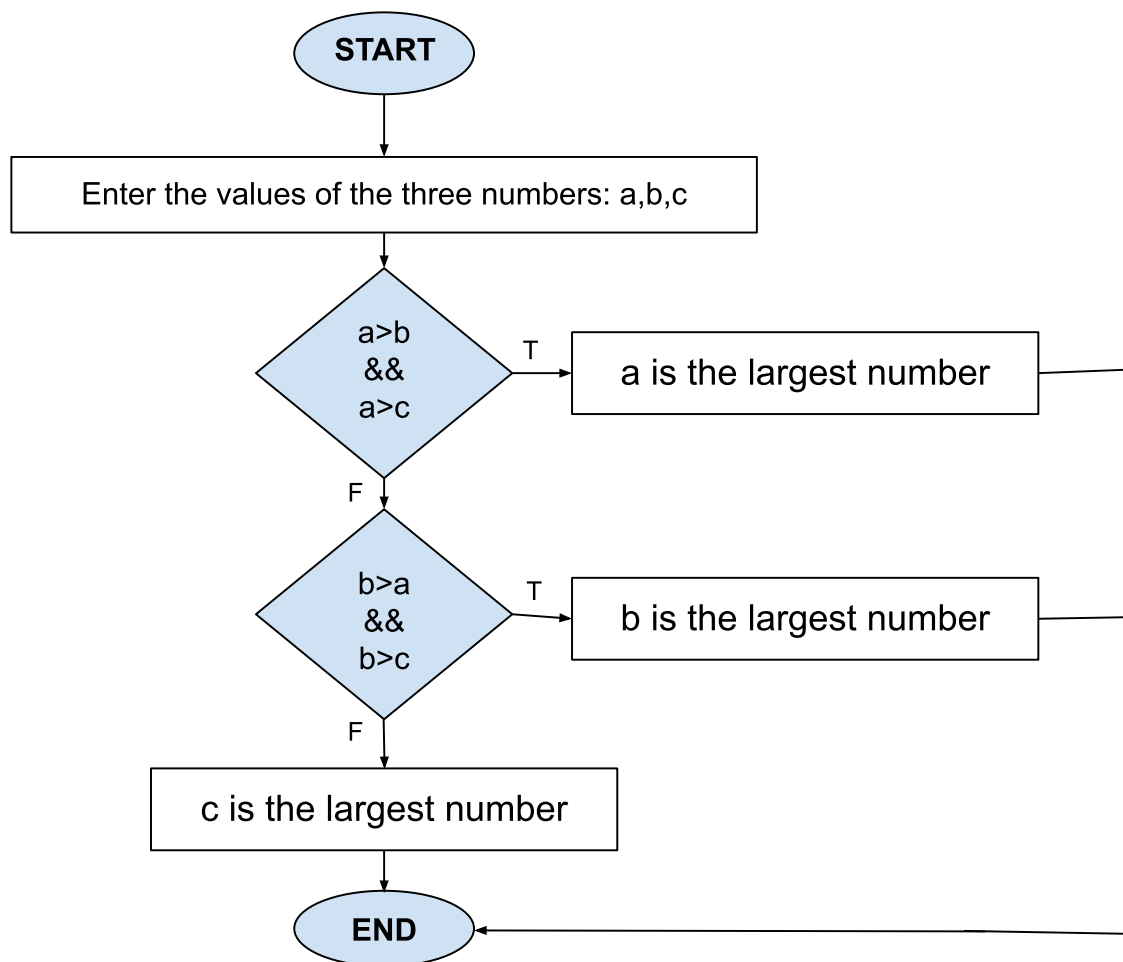 START
Enter the values of the three numbers: a,b,c
a>b
&&
a>c
T
a is the largest number
F
b>a
&&
b>c
T
b is the largest number
F
c is the largest number
END